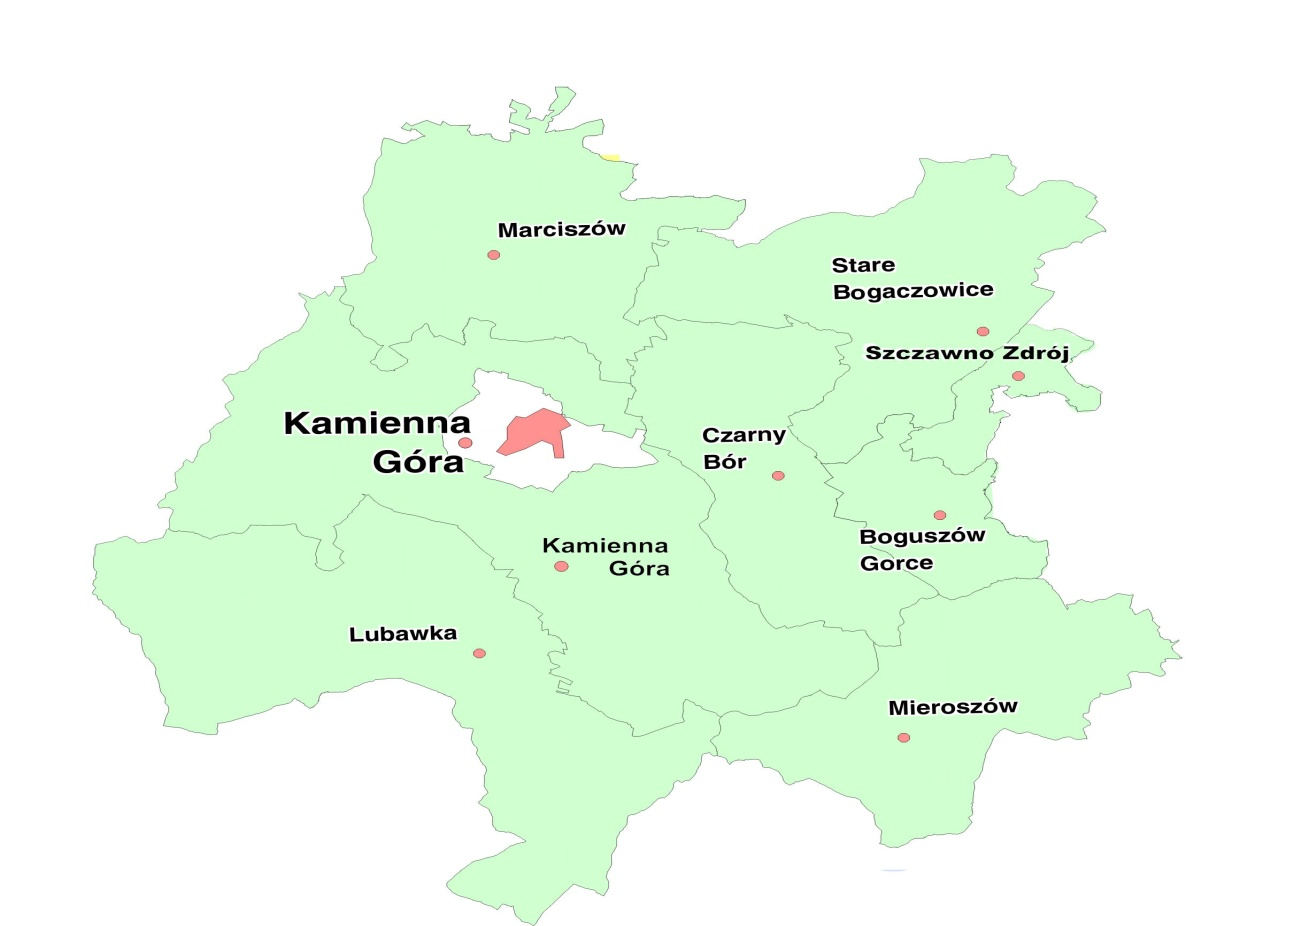 Marciszów
Stare
Bogaczowice
Szczawno Zdrój
Kamienna
Góra
Czarny
Bór
Boguszów
Gorce
Kamienna
Góra
Lubawka
Mieroszów